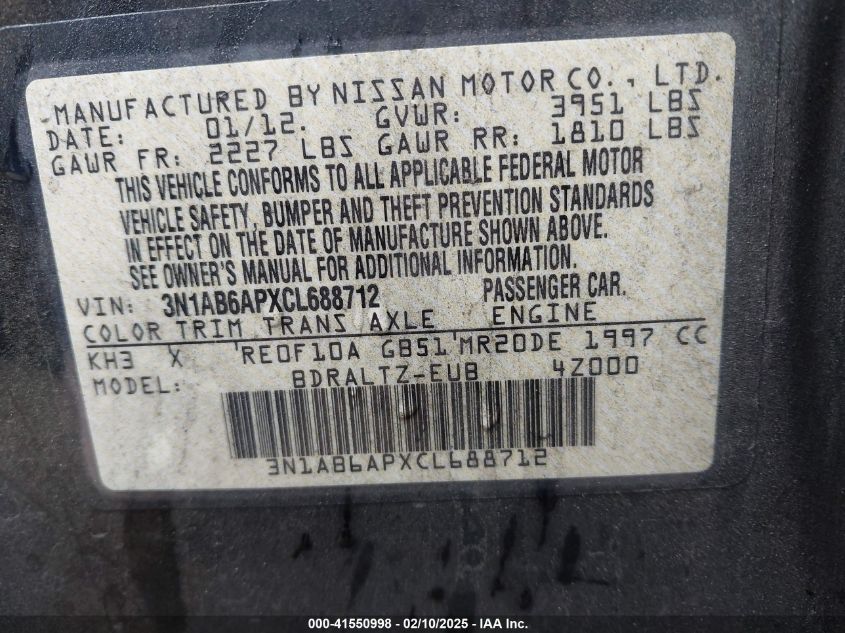 MANUFACTURED BY NISSAN MOTOR CO., LTD.
DATE: 01/12. GVWR: 3951 LBS
GAWR FR: 2227 LBS GAWR RR: 1810 LBS
THIS VEHICLE CONFORMS TO ALL APPLICABLE FEDERAL MOTOR
VEHICLE SAFETY, BUMPER AND THEFT PREVENTION STANDARDS
IN EFFECT ON THE DATE OF MANUFACTURE SHOWN ABOVE.
SEE OWNER'S MANUAL FOR ADDITIONAL INFORMATION.
VIN: 3N1AB6APXCL688712 PASSENGER CAR.
COLOR TRIM TRANS AXLE ENGINE
KH3 X 'RE0F10A GB51'MR20DE 1997 CC
MODEL: BDRALTZ-EUB 4Z000
3N1AB6APXCL688712
000-41550998 - 02/10/2025 - IAA Inc.